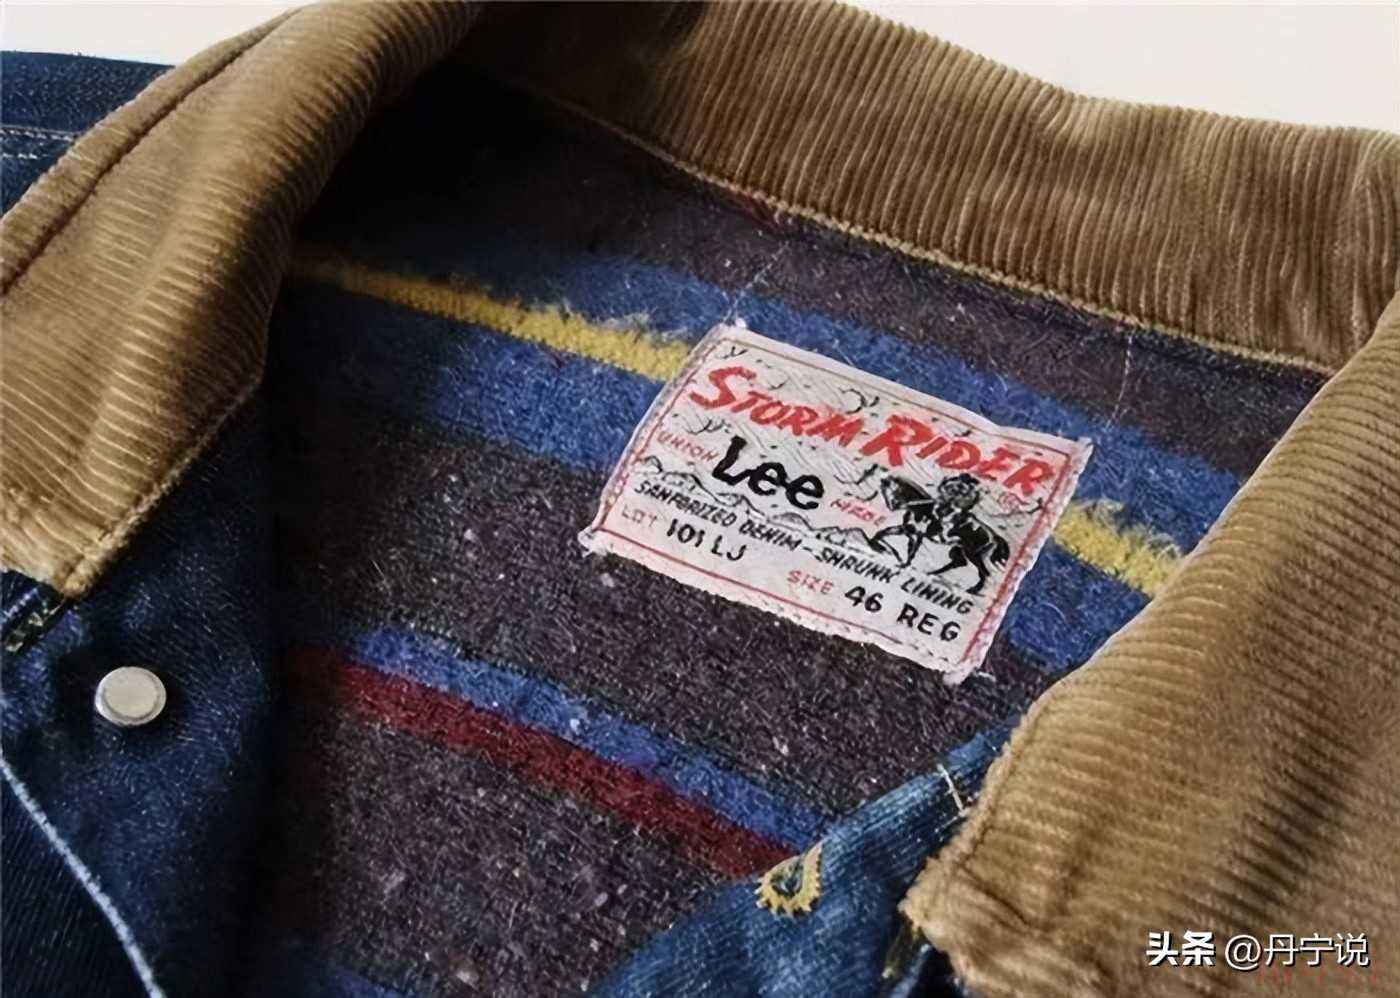 STORM-RIDER
UNION Lee MADE
SANFORIZED DENIM-SHRUNK LINING
LOT 101 LJ SIZE 46 REG
头条 @丹宁说